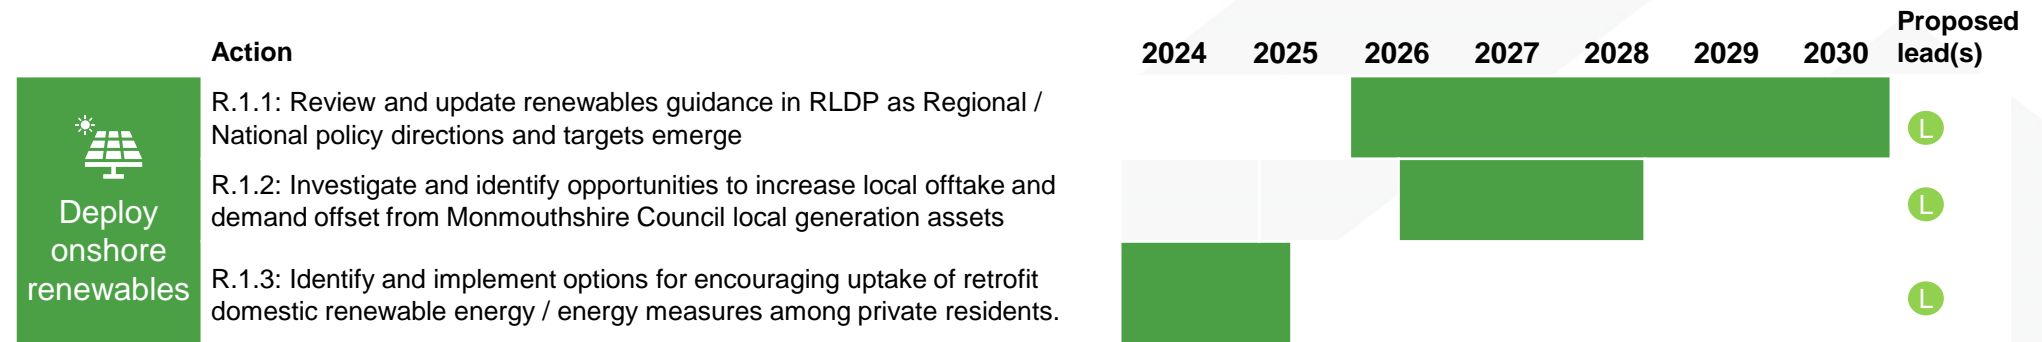 Proposed
Action 2024 2025 2026 2027 2028 2029 2030 lead(s)
Deploy
onshore
renewables
R.1.1: Review and update renewables guidance in RLDP as Regional /
National policy directions and targets emerge
L
R.1.2: Investigate and identify opportunities to increase local offtake and
demand offset from Monmouthshire Council local generation assets
L
R.1.3: Identify and implement options for encouraging uptake of retrofit
domestic renewable energy / energy measures among private residents.
L